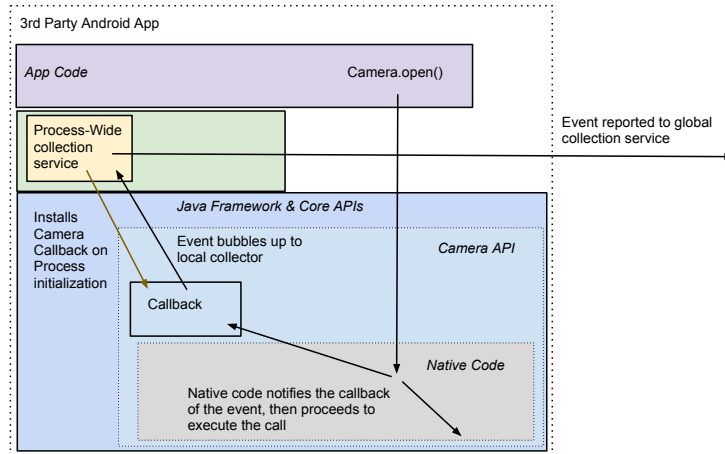 3rd Party Android App
App Code
Camera.open()
Process-Wide
collection
service
Event reported to global
collection service
Java Framework & Core APIs
Installs
Camera
Callback on
Process
initialization
Event bubbles up to
local collector
Camera API
Callback
Native Code
Native code notifies the callback
of the event, then proceeds to
execute the call